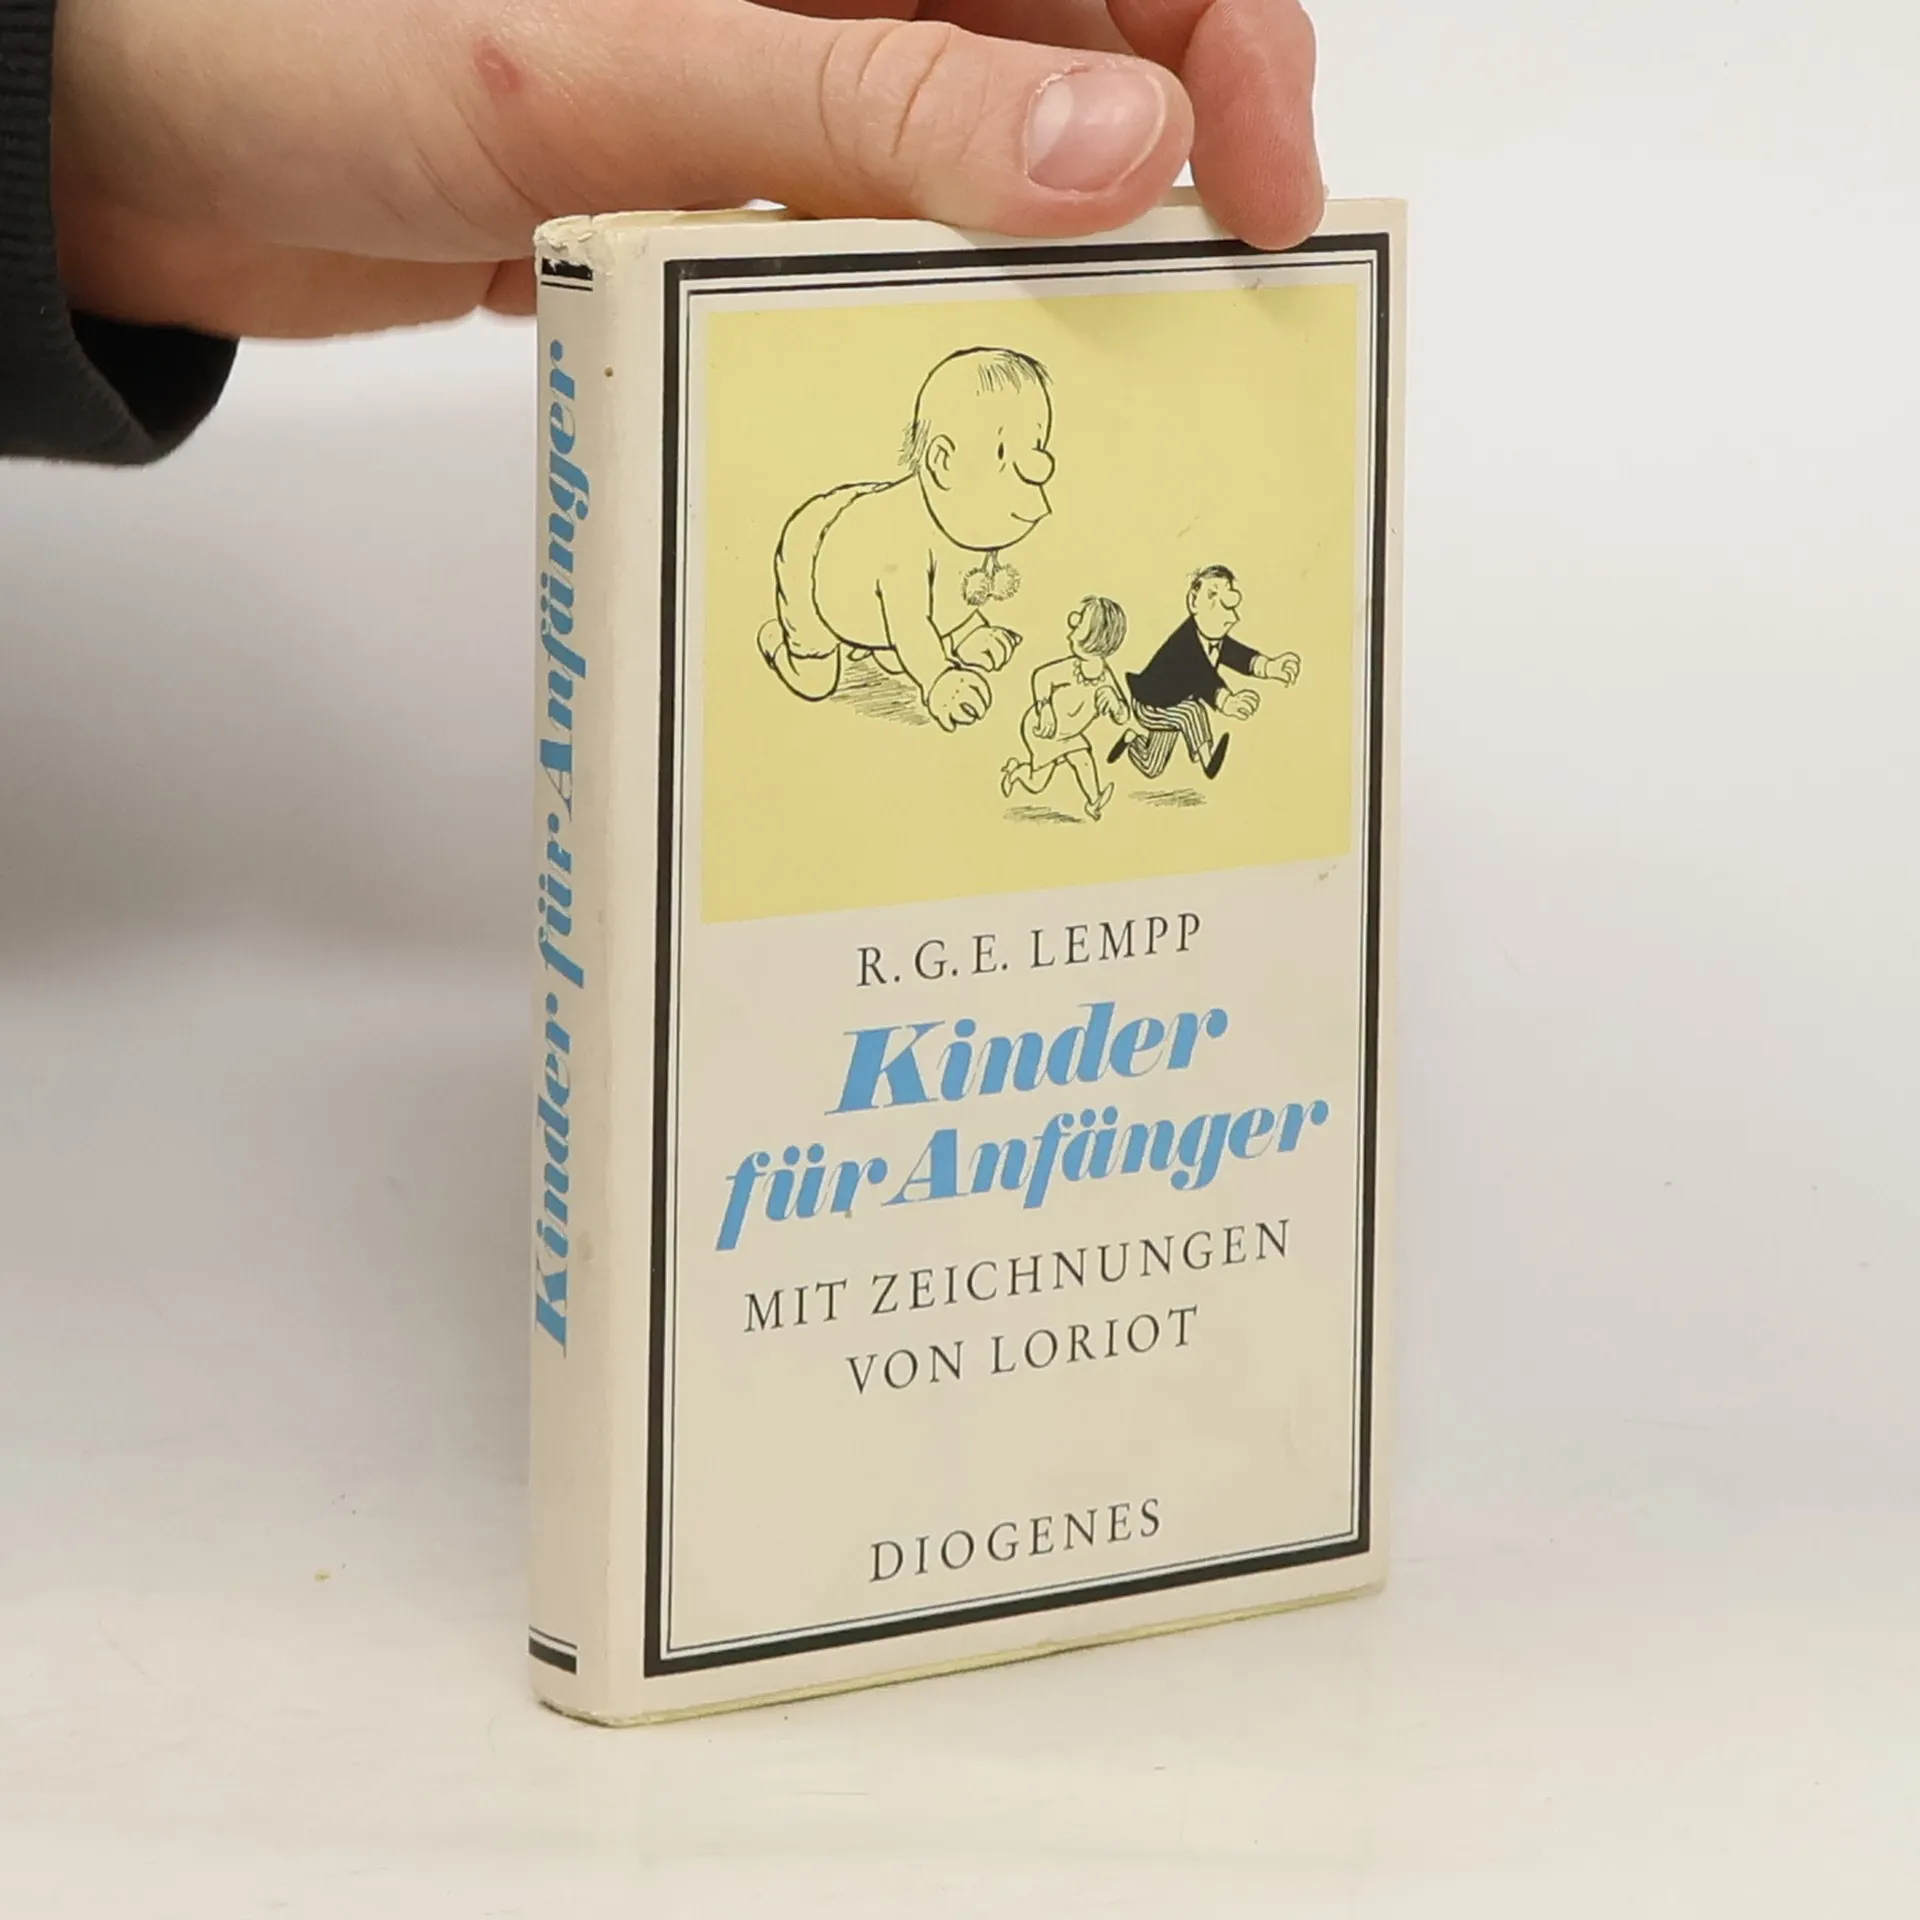 Kinder für Anfänger
R. G. E. LEMPP
Kinder
für Anfänger
MIT ZEICHNUNGEN
VON LORIOT
DIOGENES